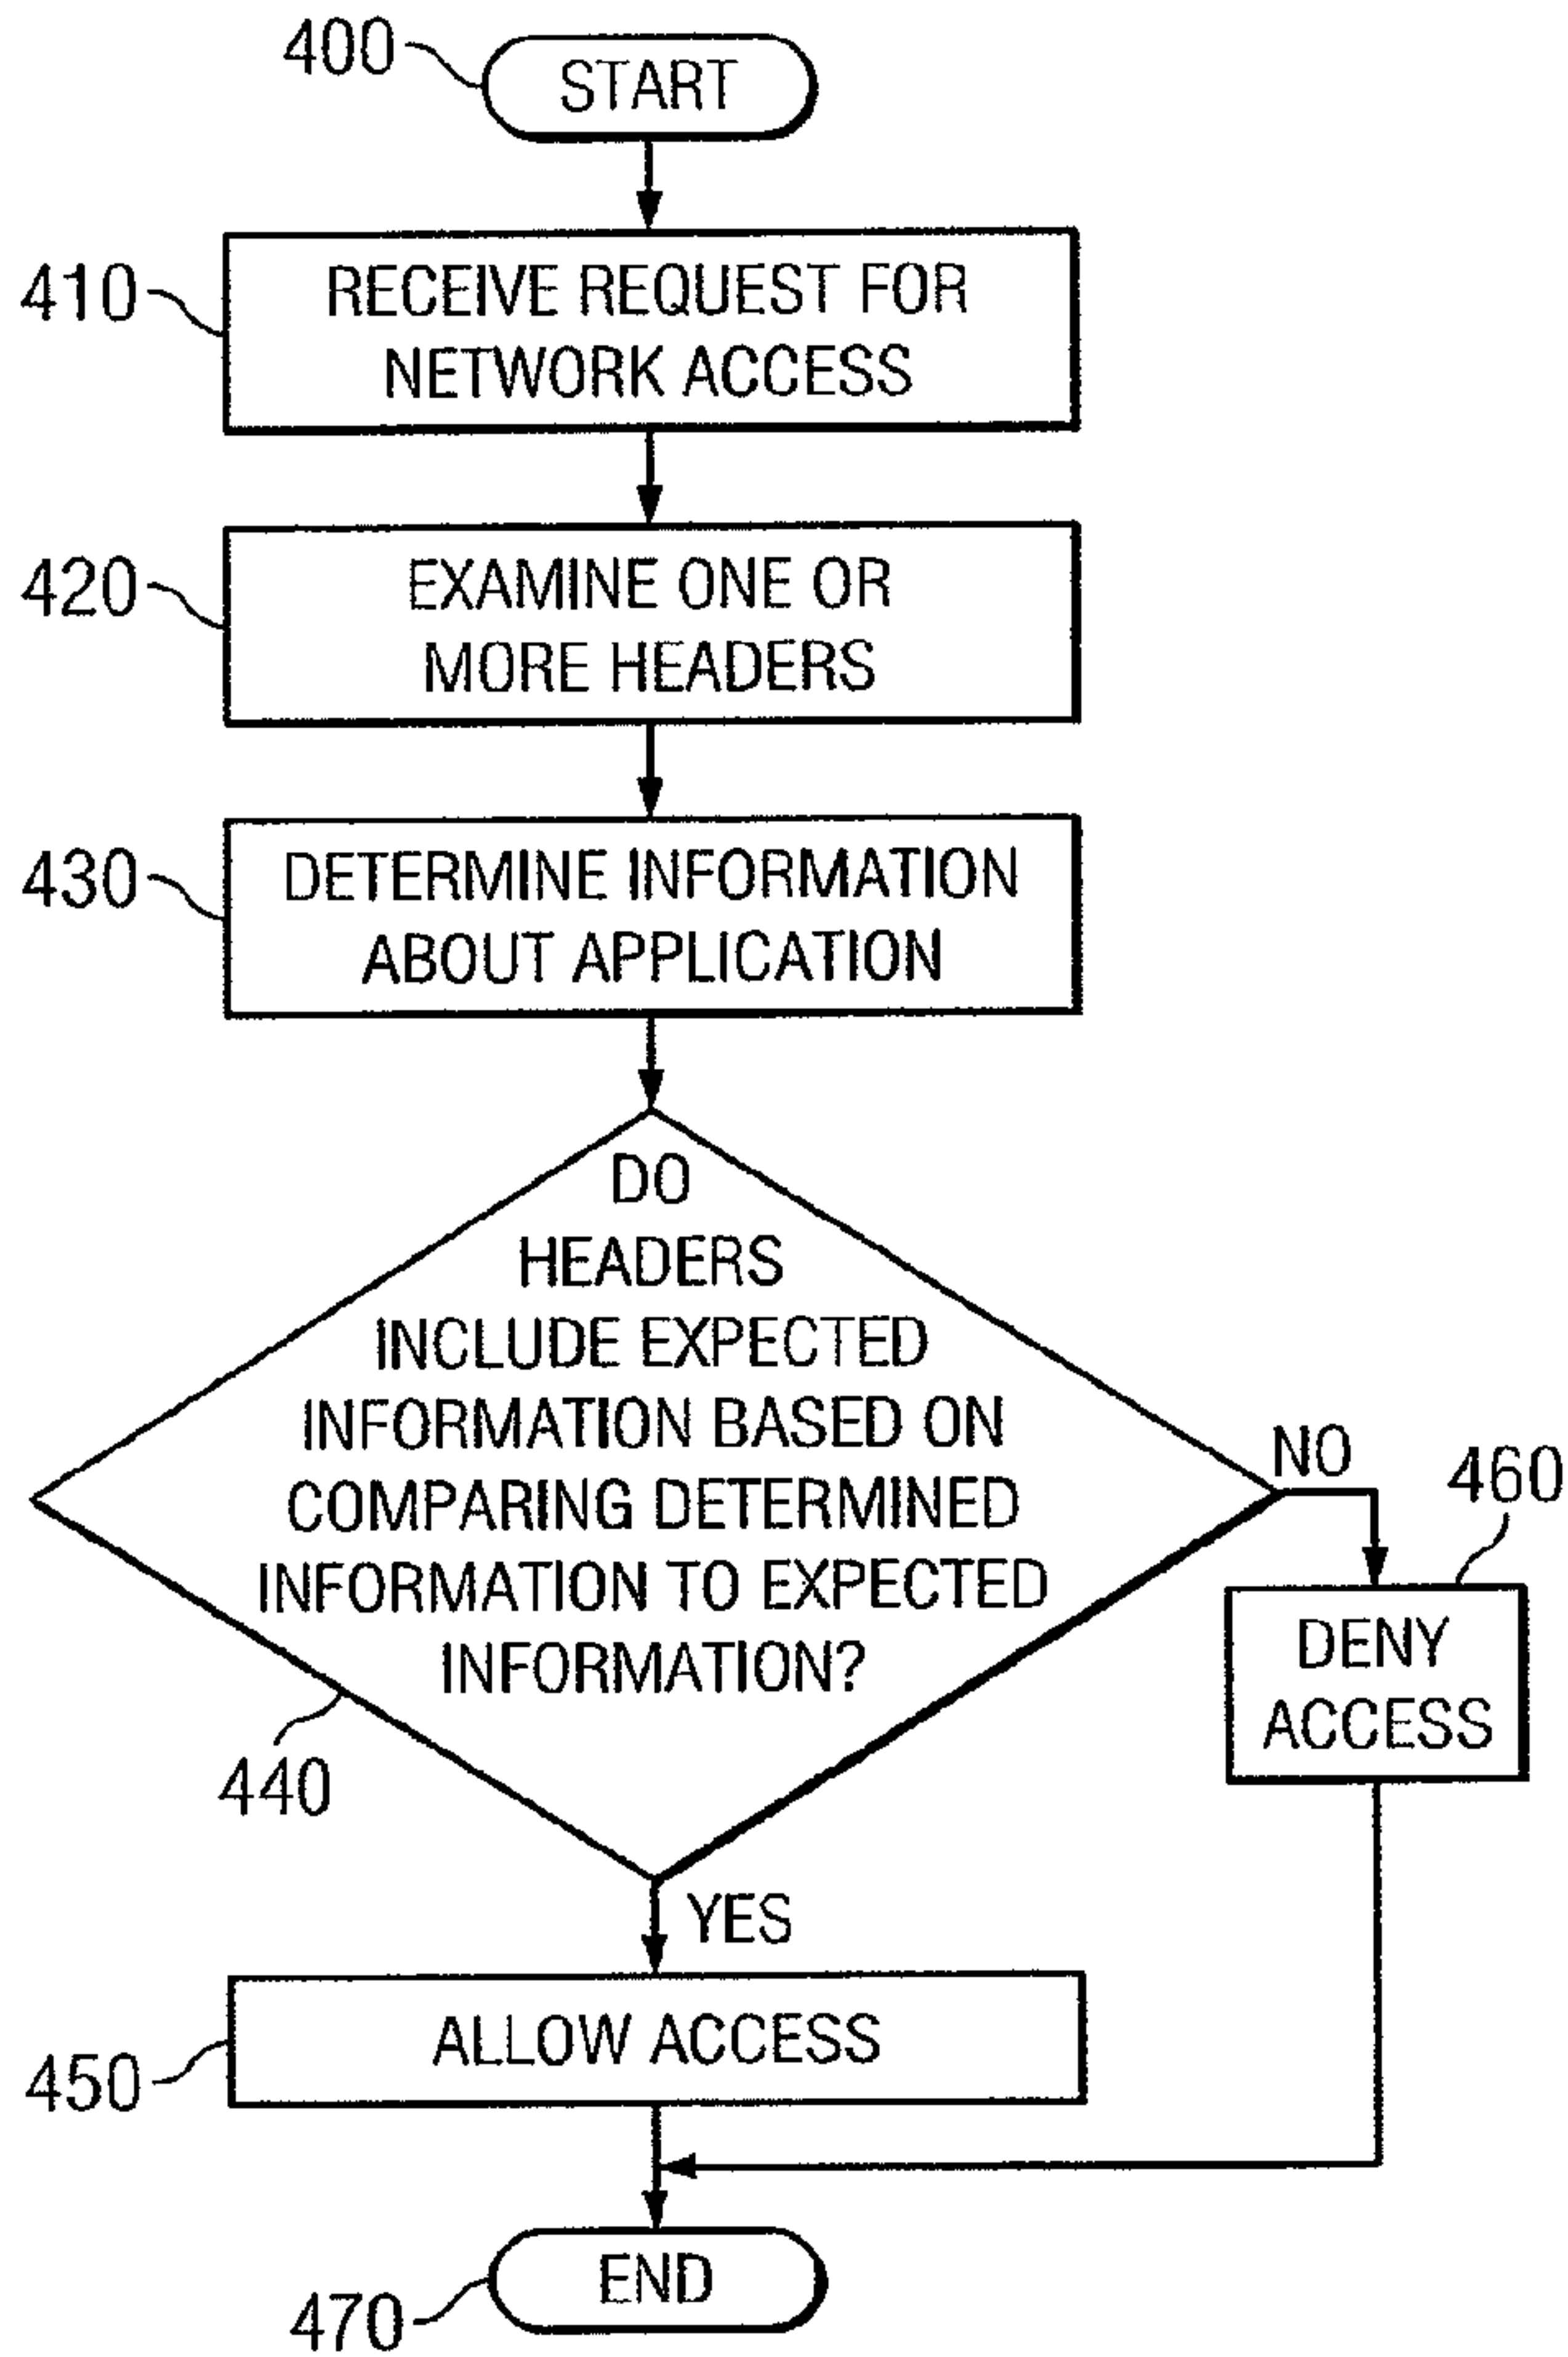 400
START
410
RECEIVE REQUEST FOR
NETWORK ACCESS
420
EXAMINE ONE OR
MORE HEADERS
430
DETERMINE INFORMATION
ABOUT APPLICATION
DO
HEADERS
INCLUDE EXPECTED
INFORMATION BASED ON
COMPARING DETERMINED
INFORMATION TO EXPECTED
INFORMATION?
440
NO
460
DENY
ACCESS
YES
450
ALLOW ACCESS
END
470